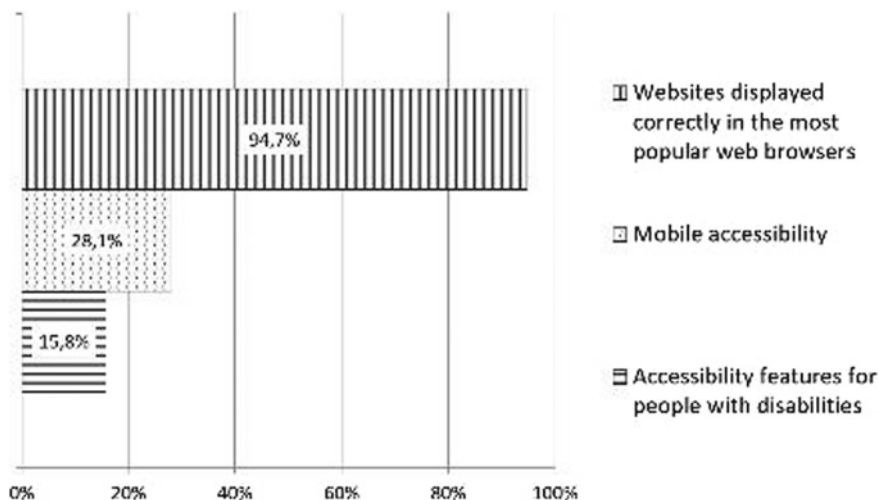 94,7%
28,1%
15,8%
0%
20%
40%
60%
80%
100%
Websites displayed
correctly in the most
popular web browsers
Mobile accessibility
Accessibility features for
people with disabilities